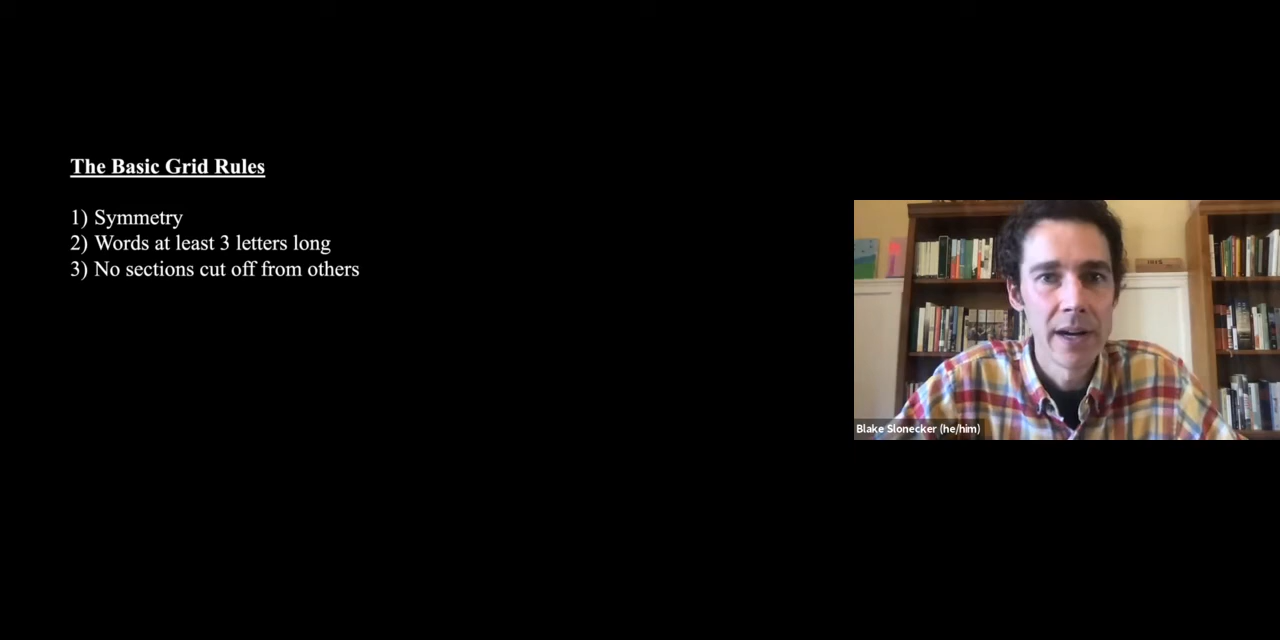 The Basic Grid Rules
1) Symmetry
2) Words at least 3 letters long
3) No sections cut off from others
Blake Slonecker (he/him)